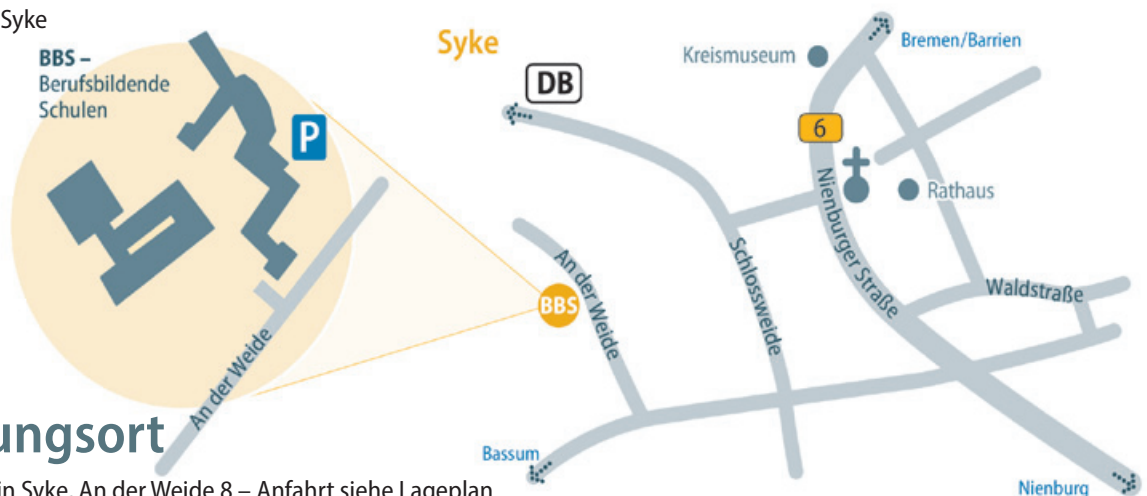 Syke
BBS –
Berufsbildende
Schulen
P
An der Weide
Syke
DB
Kreismuseum
Bremen/Barrien
6
Rathaus
Nienburger Straße
Schlossweide
Waldstraße
An der Weide
BBS
Bassum
Nienburg
ungsort
in Syke, An der Weide 8 – Anfahrt siehe Lageplan